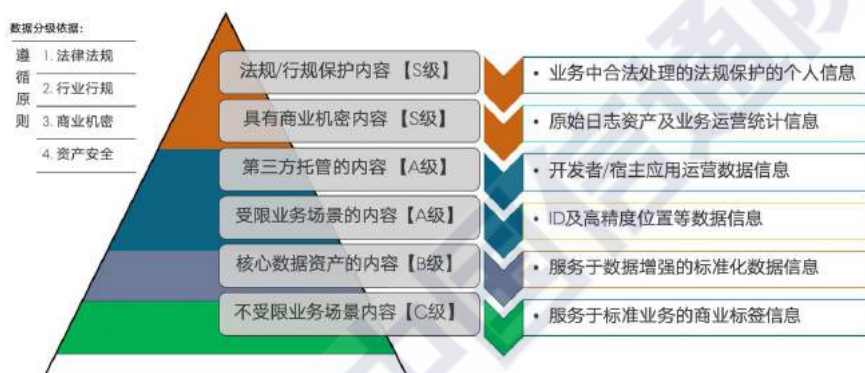 数据分级依据：
遵循原则
1. 法律法规
2. 行业行规
3. 商业机密
4. 资产安全
法规/行规保护内容【S级】
• 业务中合法处理的法规保护的个人信息
具有商业机密内容【S级】
• 原始日志资产及业务运营统计信息
第三方托管的内容【A级】
• 开发者/宿主应用运营数据信息
受限业务场景的内容【A级】
• ID及高精度位置等数据信息
核心数据资产的内容【B级】
• 服务于数据增强的标准化数据信息
不受限业务场景内容【C级】
• 服务于标准业务的商业标签信息